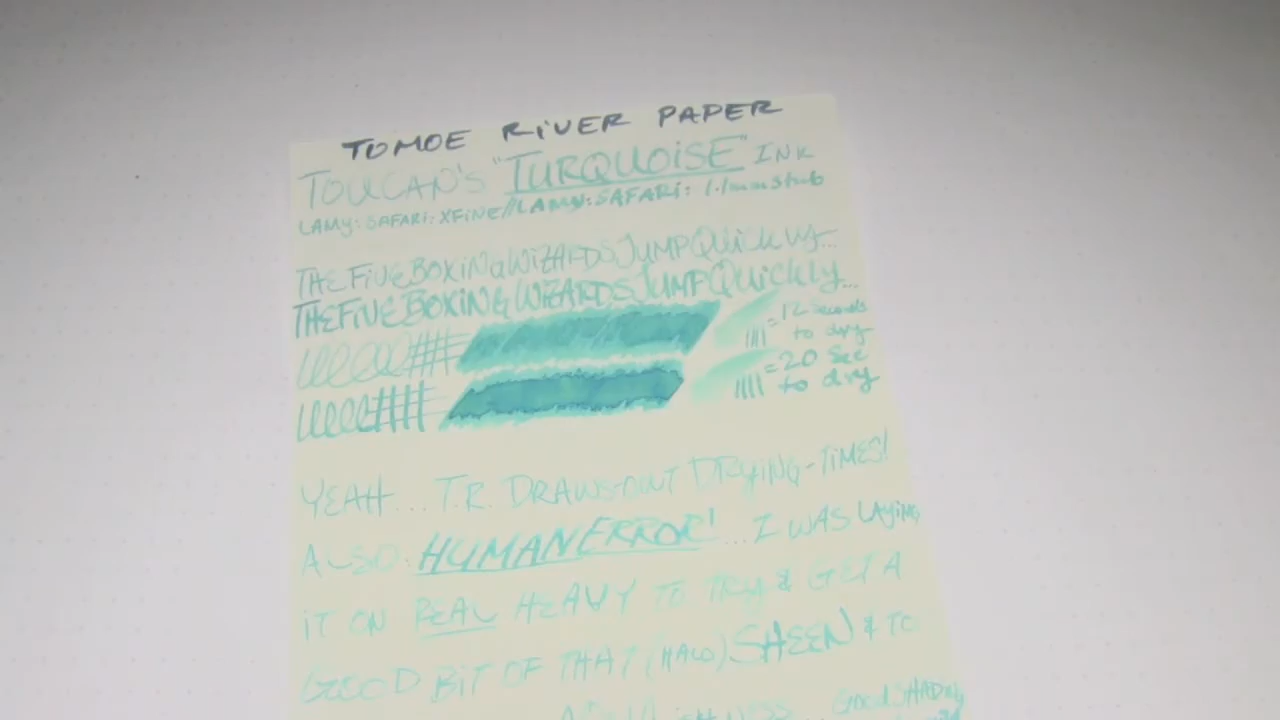 TOMOE RiVER PAPER
TOUCAN'S "TURQUOiSE" INK
LAMY:SAFARI:XFINE//LAMY:SAFARi: 1.1mm stub
THE FiVE BOXiNG WiZARDS JUMP QUiCKLY...
THE FiVE BOXiNG WiZARDS JUMP QUickLy...
= 12 seconds
to dry
= 20 Sec
to dry
YEAH... T.R. DRAWS-OUT DRYiNG-TiMES!
ALSO: HUMAN ERROR! ...I WAS LAYiNG
iT ON REAL HEAVY TO TRY & GET A
GOOD BiT OF THAT (HALO) SHEEN & TO
Good SHADiNG